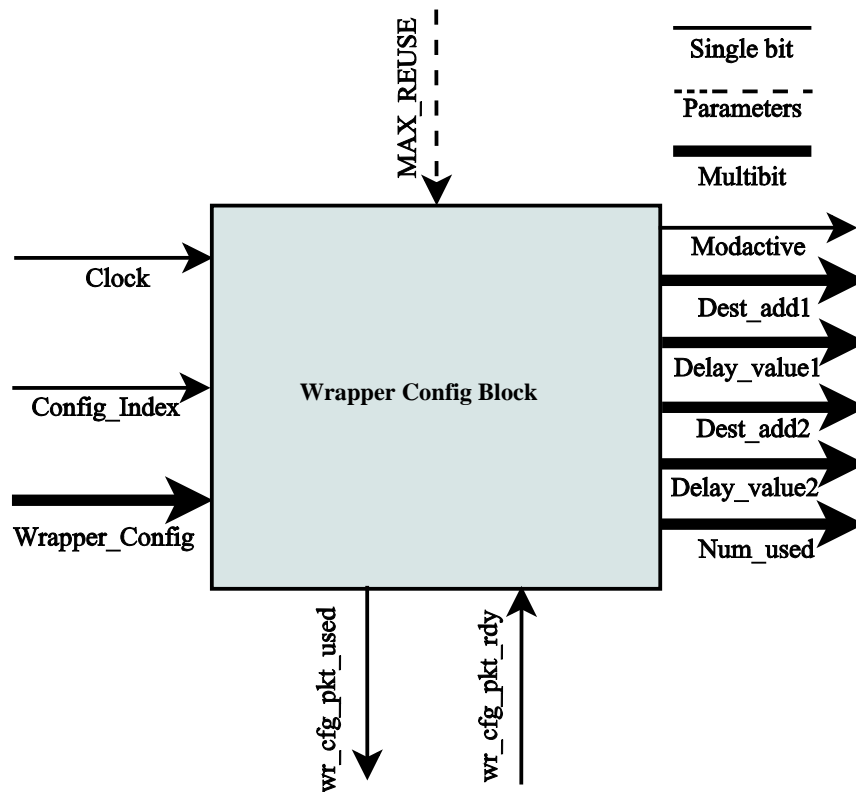 MAX_REUSE
Single bit
Parameters
Multibit
Clock
Config_Index
Wrapper_Config
Wrapper Config Block
Modactive
Dest_add1
Delay_value1
Dest_add2
Delay_value2
Num_used
wr_cfg_pkt_used
wr_cfg_pkt_rdy